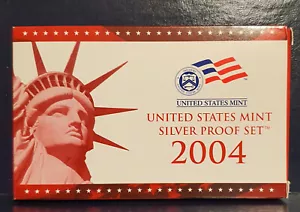 UNITED STATES MINT
UNITED STATES MINT
SILVER PROOF SET™
2004